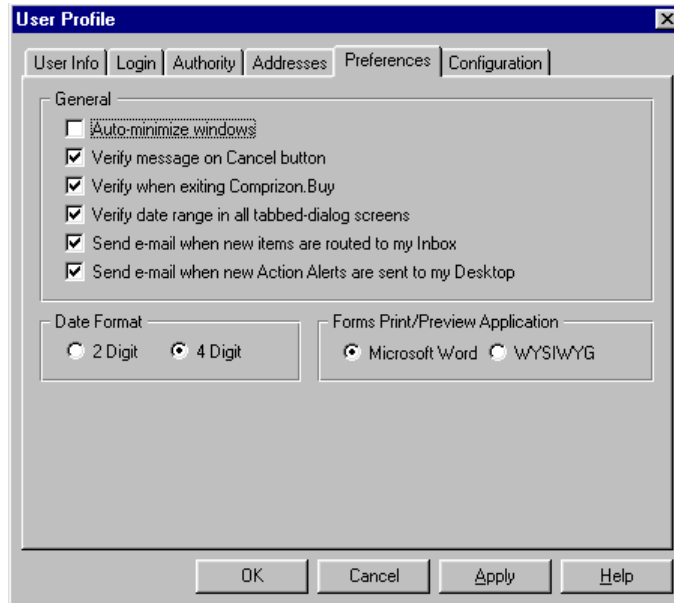 User Profile
User Info Login Authority Addresses Preferences Configuration
General
Auto-minimize windows
Verify message on Cancel button
Verify when exiting Comprizon.Buy
Verify date range in all tabbed-dialog screens
Send e-mail when new items are routed to my Inbox
Send e-mail when new Action Alerts are sent to my Desktop
Date Format Forms Print/Preview Application
2 Digit 4 Digit Microsoft Word WYSIWYG
OK Cancel Apply Help